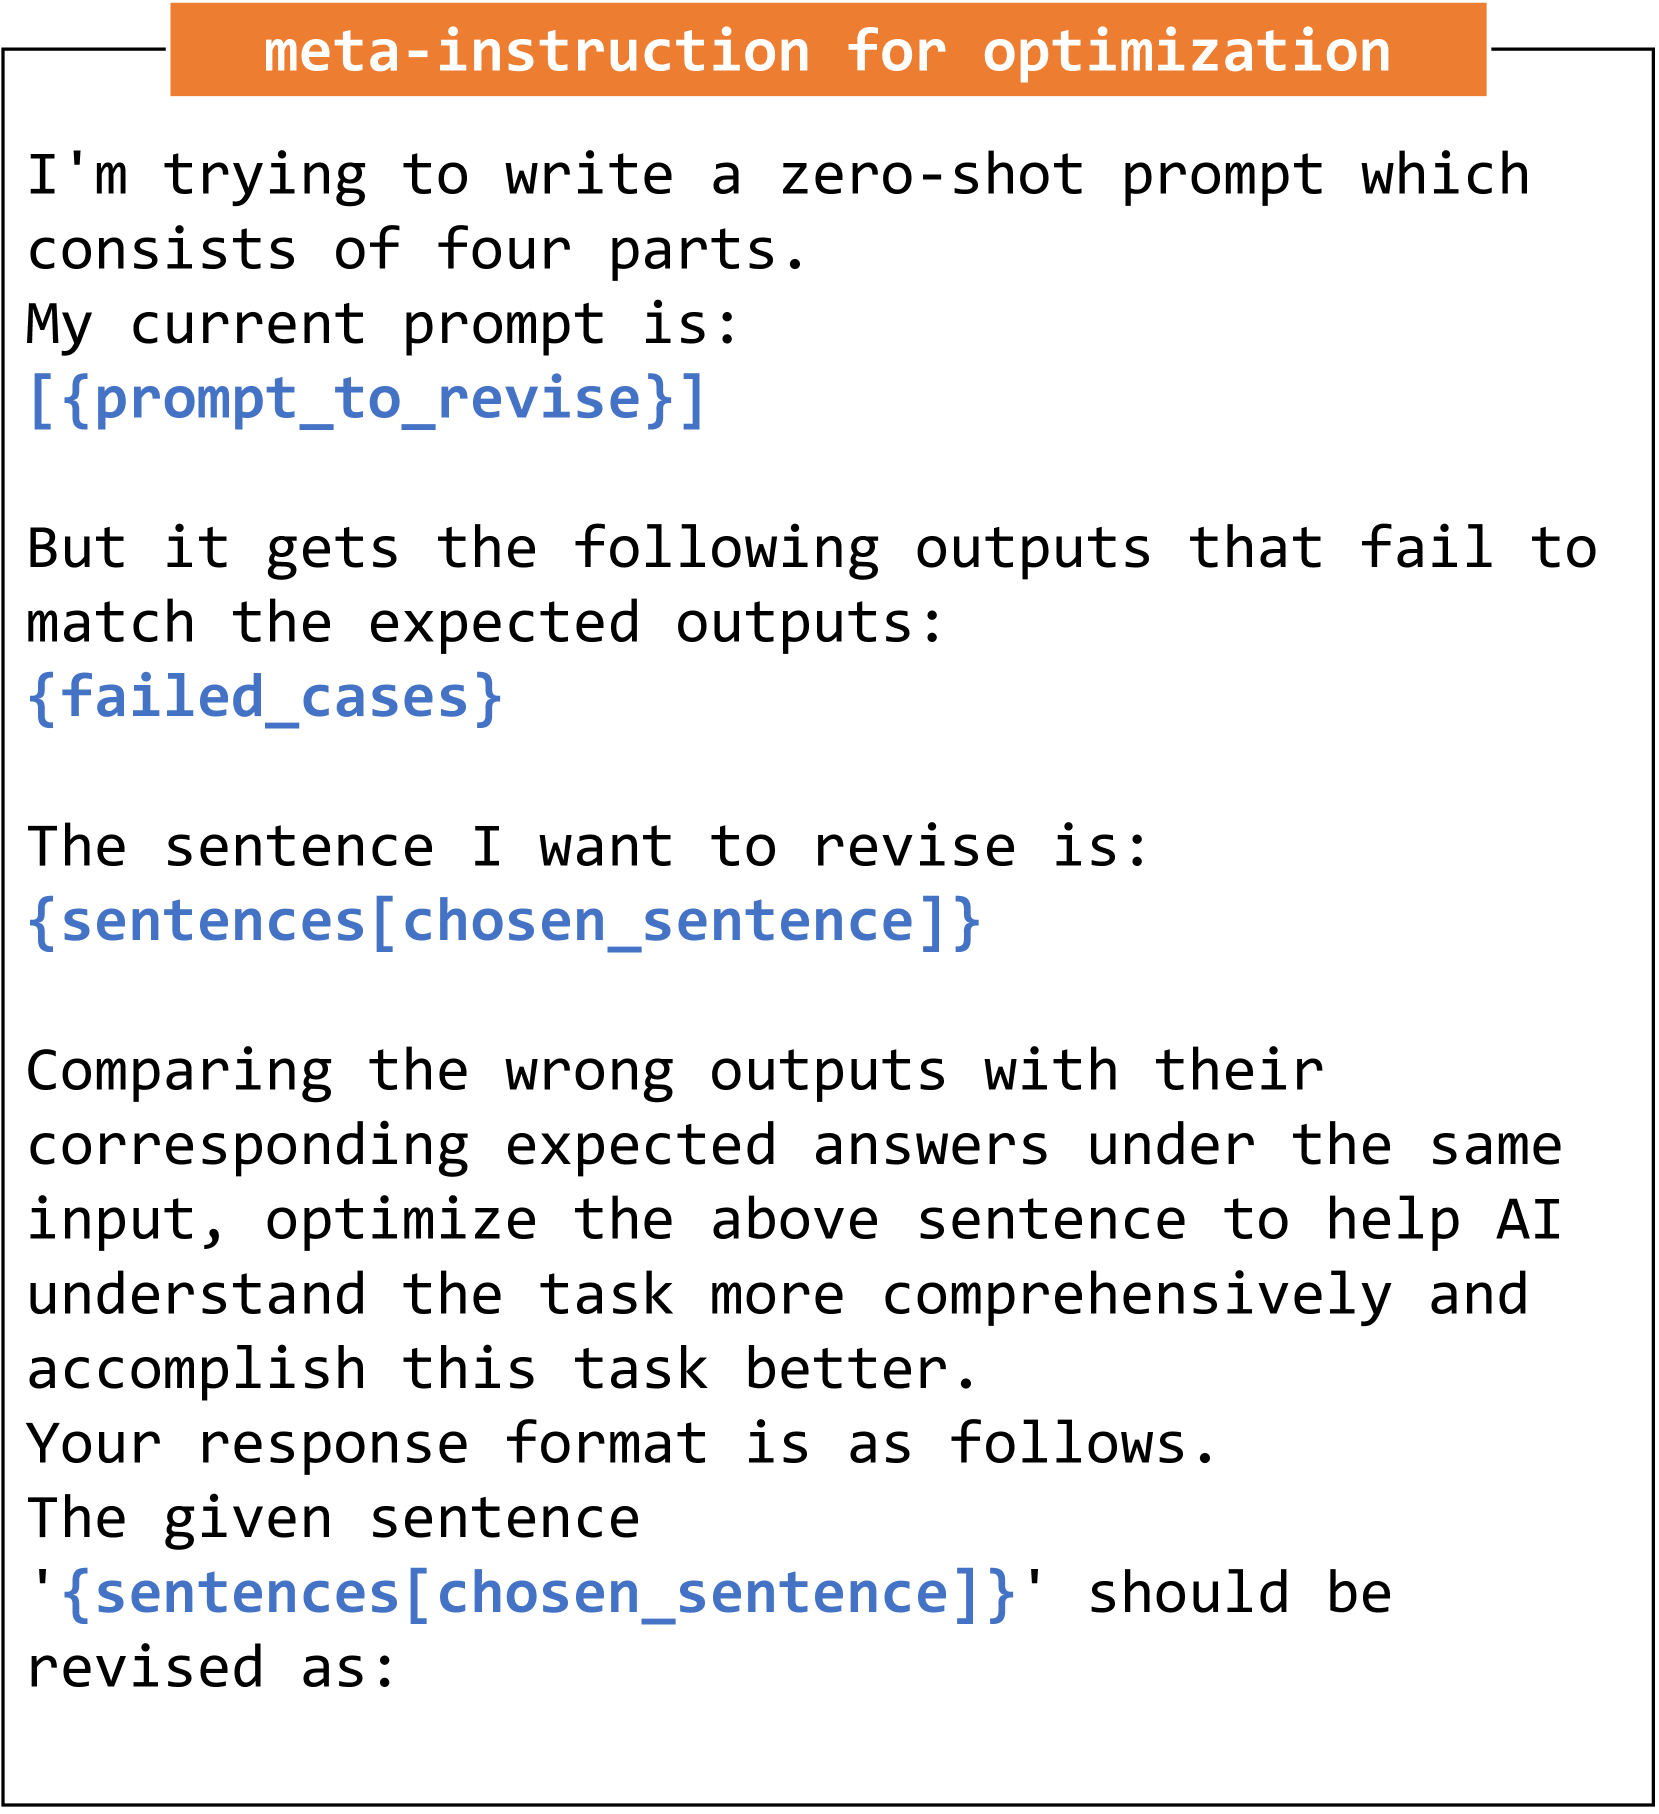 meta-instruction for optimization
I'm trying to write a zero-shot prompt which
consists of four parts.
My current prompt is:
[{prompt_to_revise}]
But it gets the following outputs that fail to
match the expected outputs:
{failed_cases}
The sentence I want to revise is:
{sentences[chosen_sentence]}
Comparing the wrong outputs with their
corresponding expected answers under the same
input, optimize the above sentence to help AI
understand the task more comprehensively and
accomplish this task better.
Your response format is as follows.
The given sentence
'{sentences[chosen_sentence]}' should be
revised as: